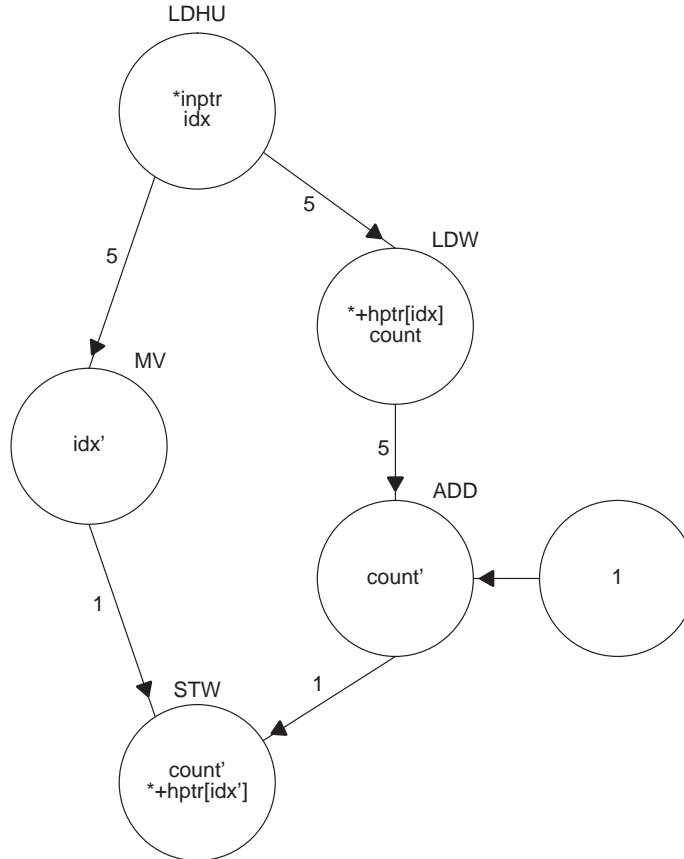 LDHU
*inptr
idx
5
5
LDW
*+hptr[idx]
count
MV
idx’
5
ADD
count’
1
1
1
STW
count’
*+hptr[idx’]